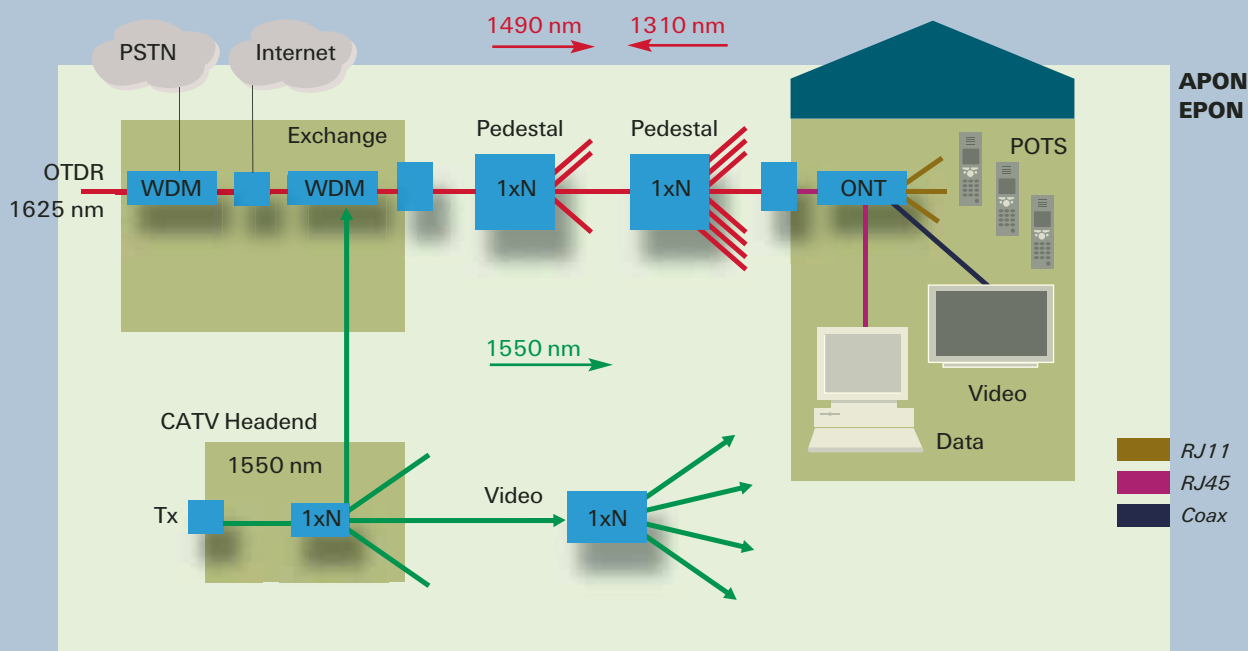 1490 nm
1310 nm
PSTN
Internet
APON
EPON
Exchange
Pedestal
Pedestal
POTS
OTDR
1625 nm
WDM
WDM
1xN
1xN
ONT
1550 nm
Video
Data
CATV Headend
1550 nm
Tx
1xN
Video
1xN
RJ11
RJ45
Coax